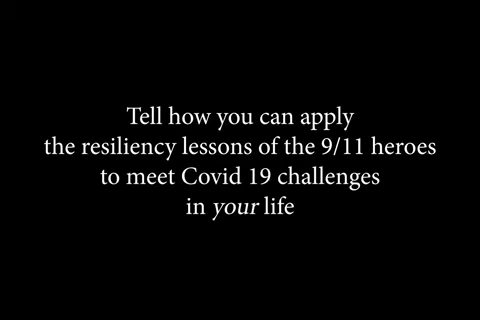 Tell how you can apply
the resiliency lessons of the 9/11 heroes
to meet Covid 19 challenges
in your life